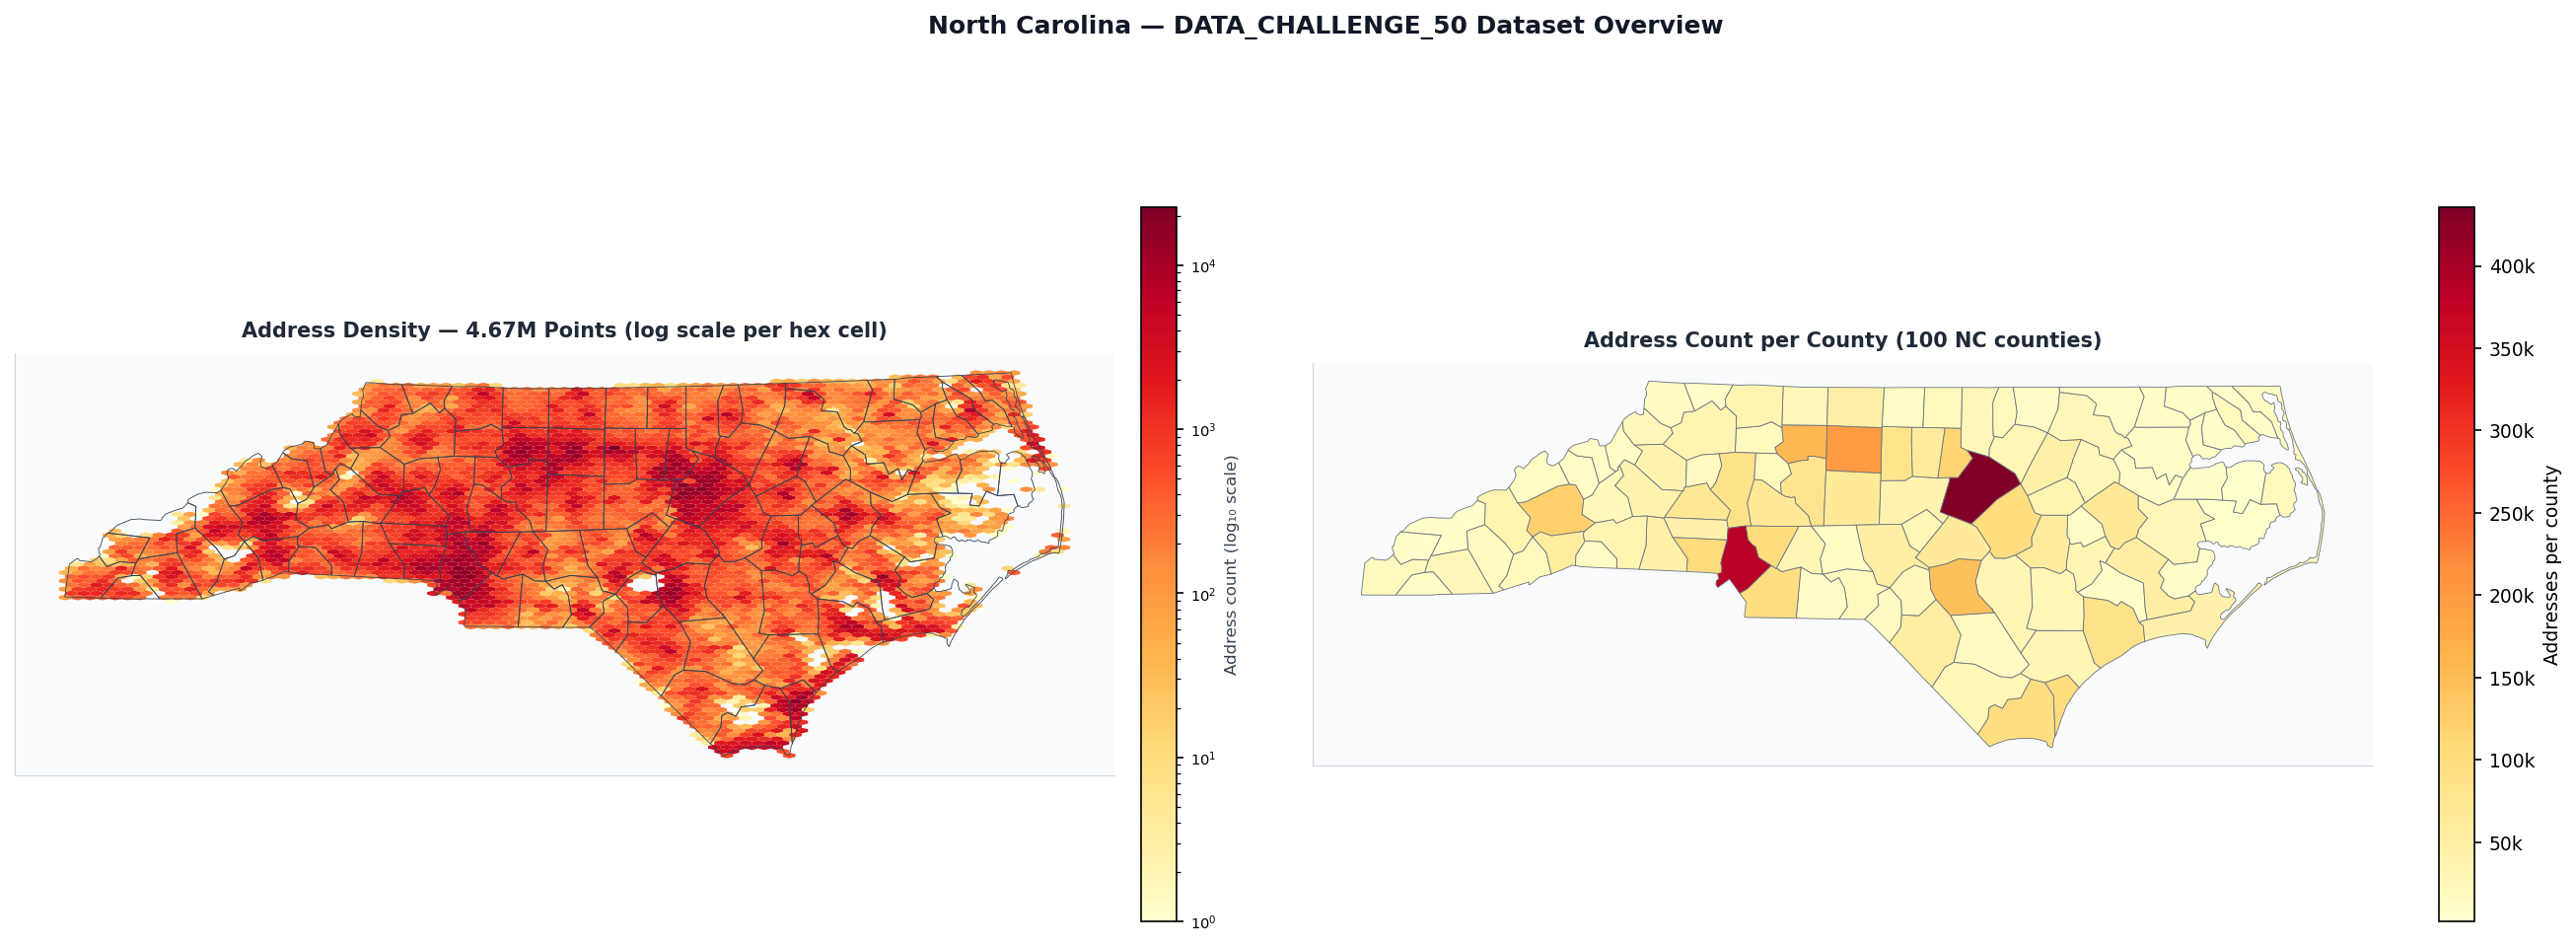 North Carolina — DATA_CHALLENGE_50 Dataset Overview
Address Density — 4.67M Points (log scale per hex cell)
10⁴
10³
10²
10¹
10⁰
Address count (log₁₀ scale)
Address Count per County (100 NC counties)
400k
350k
300k
250k
200k
150k
100k
50k
Addresses per county